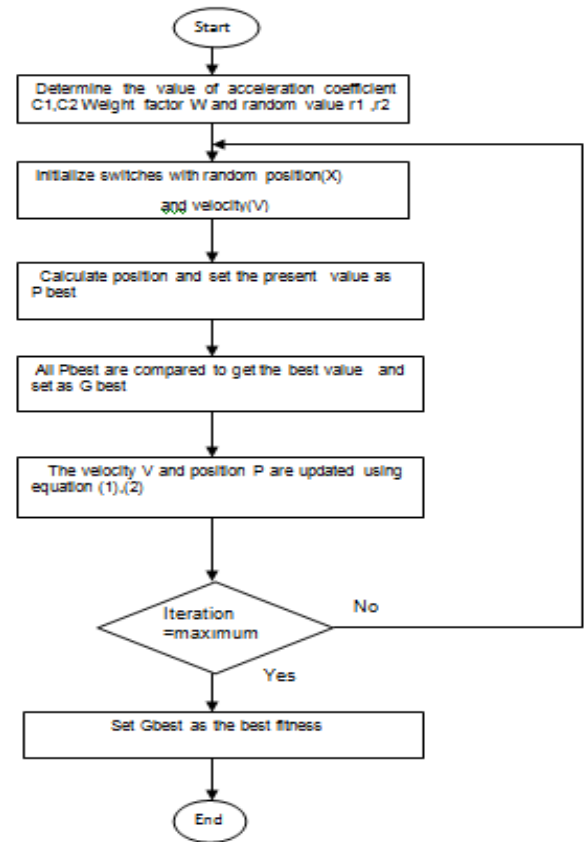 Start
Determine the value of acceleration coefficient
C1,C2 Weight factor W and random value r1 ,r2
Initialize switches with random position(X)
and velocity(V)
Calculate position and set the present value as
P best
All Pbest are compared to get the best value and
set as G best
The velocity V and position P are updated using
equation (1),(2)
Iteration
=maximum
No
Yes
Set Gbest as the best fitness
End